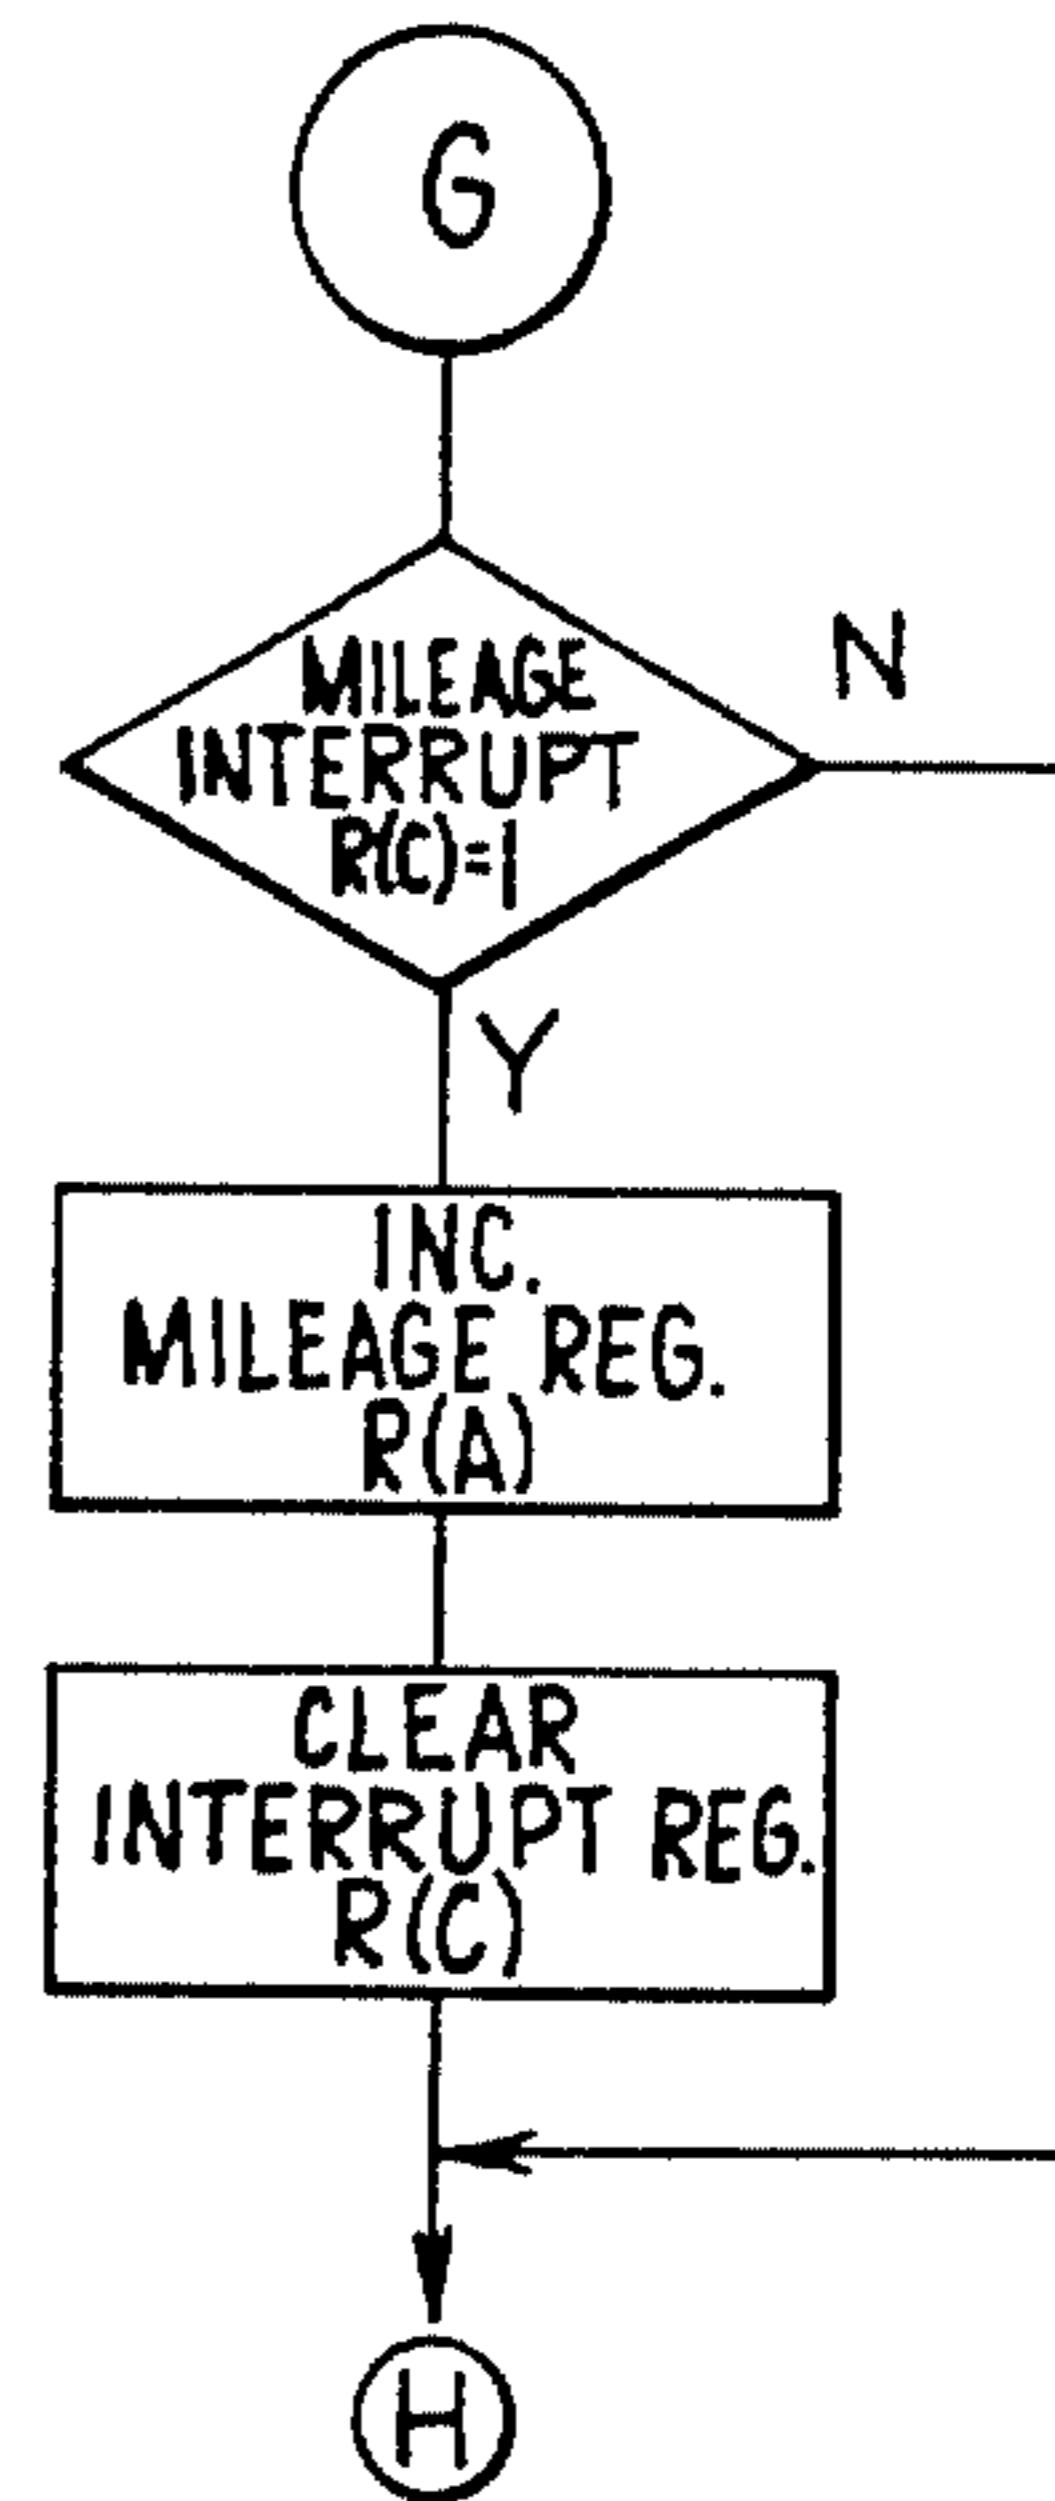 G
MILEAGE
INTERRUPT
R(C)=1
N
Y
INC.
MILEAGE REG.
R(A)
CLEAR
INTERRUPT REG.
R(C)
H